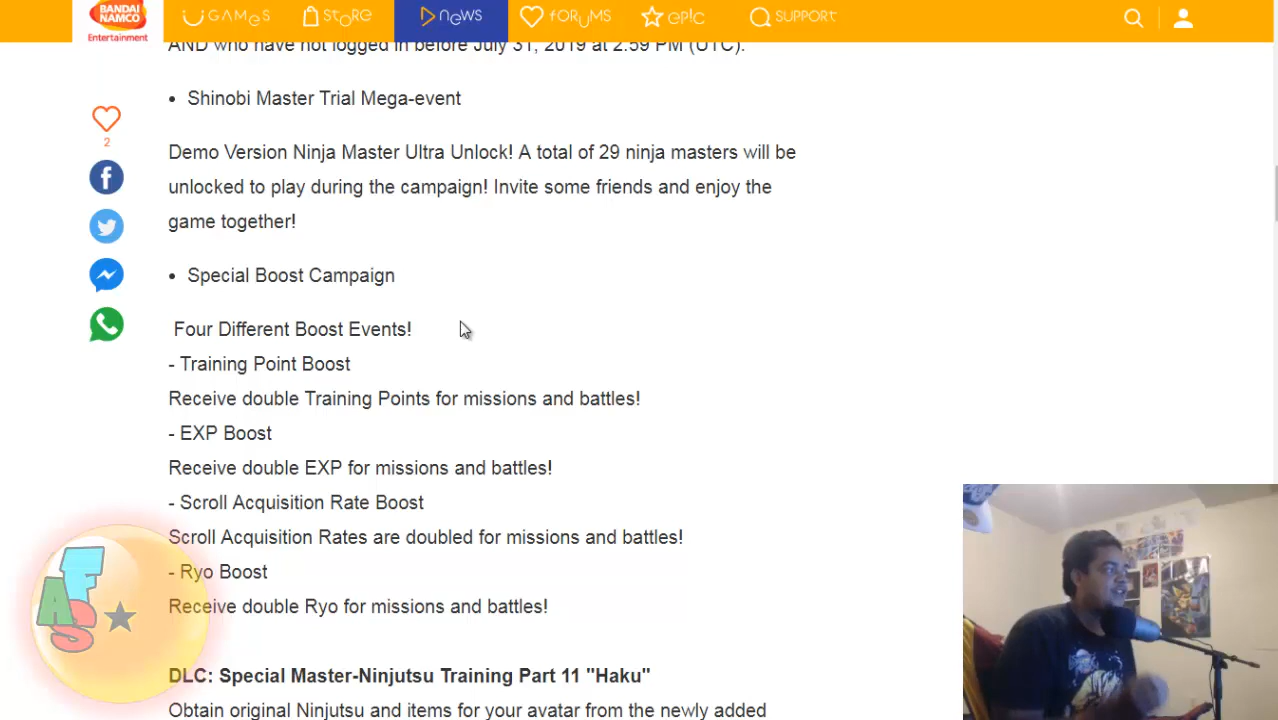 BANDAI
NAMCO
Entertainment
GAMES
STORE
NEWS
FORUMS
EPIC
SUPPORT
AND who have not logged in before July 31, 2019 at 2:59 PM (UTC).
• Shinobi Master Trial Mega-event
2
Demo Version Ninja Master Ultra Unlock! A total of 29 ninja masters will be
unlocked to play during the campaign! Invite some friends and enjoy the
game together!
• Special Boost Campaign
Four Different Boost Events!
- Training Point Boost
Receive double Training Points for missions and battles!
- EXP Boost
Receive double EXP for missions and battles!
- Scroll Acquisition Rate Boost
Scroll Acquisition Rates are doubled for missions and battles!
- Ryo Boost
Receive double Ryo for missions and battles!
AFS
DLC: Special Master-Ninjutsu Training Part 11 "Haku"
Obtain original Ninjutsu and items for your avatar from the newly added